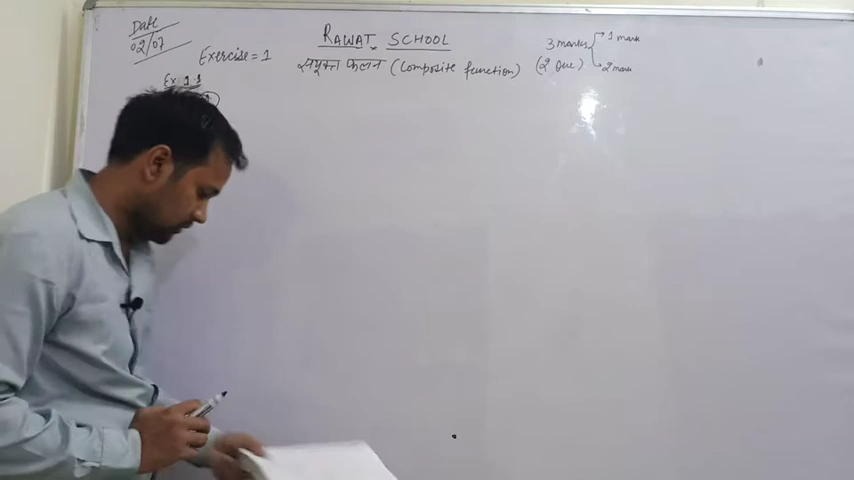 Date
02/07
RAWAT SCHOOL
Exercise = 1
संयुक्त फलन (Composite function) (2 Que) 3 marks 1 mark 2 mark
Ex 1.1